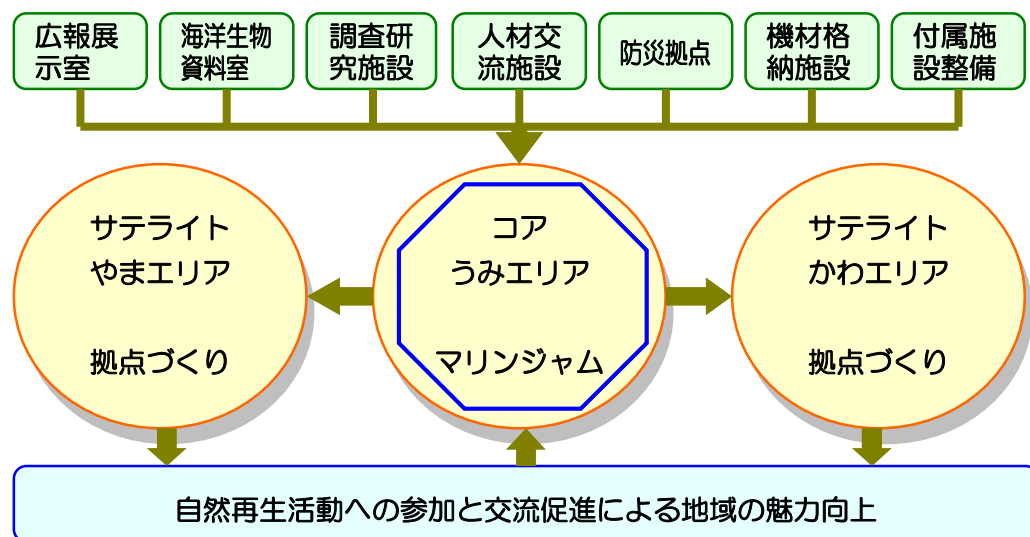 広報展
示室
海洋生物
資料室
調査研
究施設
人材交
流施設
防災拠点
機材格
納施設
付属施
設整備
サテライト
やまエリア
拠点づくり
コア
うみエリア
マリンジャム
サテライト
かわエリア
拠点づくり
自然再生活動への参加と交流促進による地域の魅力向上